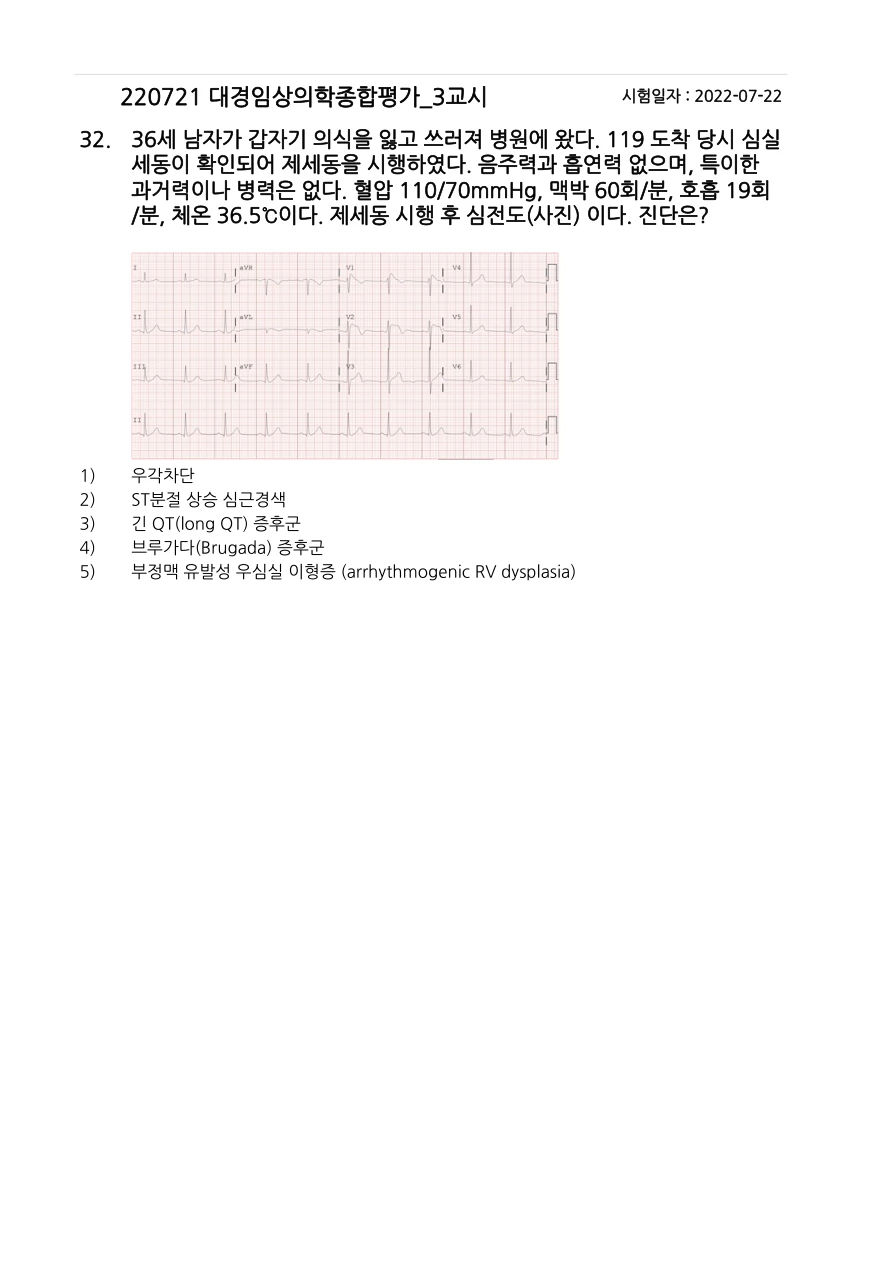 220721 대경임상의학종합평가_3교시 시험일자 : 2022-07-22
32. 36세 남자가 갑자기 의식을 잃고 쓰러져 병원에 왔다. 119 도착 당시 심실
세동이 확인되어 제세동을 시행하였다. 음주력과 흡연력 없으며, 특이한
과거력이나 병력은 없다. 혈압 110/70mmHg, 맥박 60회/분, 호흡 19회
/분, 체온 36.5℃이다. 제세동 시행 후 심전도(사진) 이다. 진단은?
I aVR V1 V4
II aVL V2 V5
III aVF V3 V6
II
1) 우각차단
2) ST분절 상승 심근경색
3) 긴 QT(long QT) 증후군
4) 브루가다(Brugada) 증후군
5) 부정맥 유발성 우심실 이형증 (arrhythmogenic RV dysplasia)